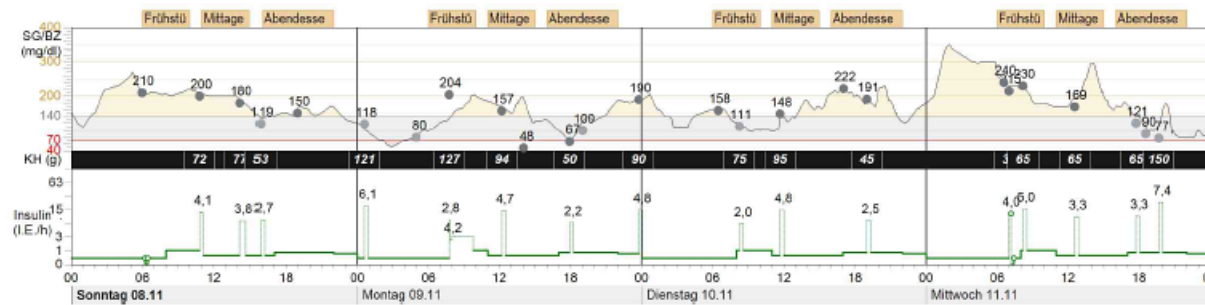 Frühstü Mittage Abendesse Frühstü Mittage Abendesse Frühstü Mittage Abendesse Frühstü Mittage Abendesse
400
SG/BZ
(mg/dl)
300
200
140
70
40
210 200 180 119 150 118 80 204 157 48 67 109 190 158 111 148 222 191 240 230 169 121 90 77
KH (g) 72 77 53 121 127 94 50 90 75 95 45 65 65 65 150
63
Insulin
(I.E./h)
15
3
1
0
4,1 3,8 2,7 6,1 2,8 4,2 4,7 2,2 4,8 2,0 4,8 2,5 4,0 5,0 3,3 3,3 7,4
00 06 12 18 00 06 12 18 00 06 12 18 00 06 12 18 00
Sonntag 08.11 Montag 09.11 Dienstag 10.11 Mittwoch 11.11